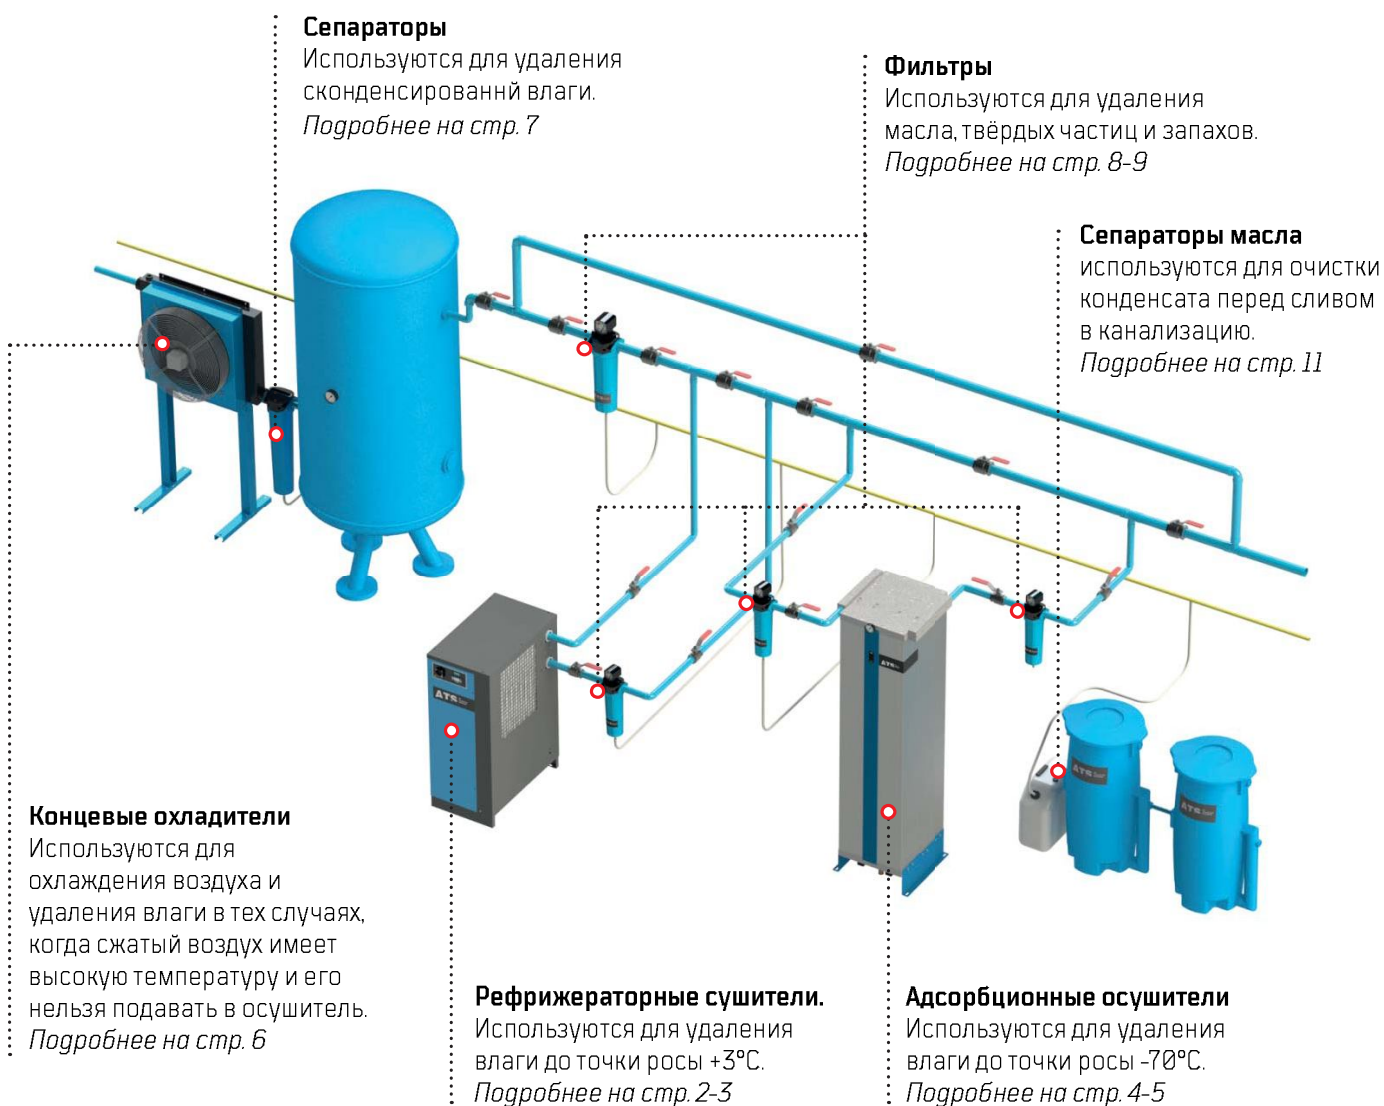 Сепараторы
Используются для удаления
сконденсированнй влаги.
Подробнее на стр. 7
Фильтры
Используются для удаления
масла, твёрдых частиц и запахов.
Подробнее на стр. 8-9
Сепараторы масла
используются для очистки
конденсата перед сливом
в канализацию.
Подробнее на стр. 11
ATS
ATS
ATS
ATS
Концевые охладители
Используются для
охлаждения воздуха и
удаления влаги в тех случаях,
когда сжатый воздух имеет
высокую температуру и его
нельзя подавать в осушитель.
Подробнее на стр. 6
Рефрижераторные сушители.
Используются для удаления
влаги до точки росы +3°C.
Подробнее на стр. 2-3
Адсорбционные осушители
Используются для удаления
влаги до точки росы -70°C.
Подробнее на стр. 4-5